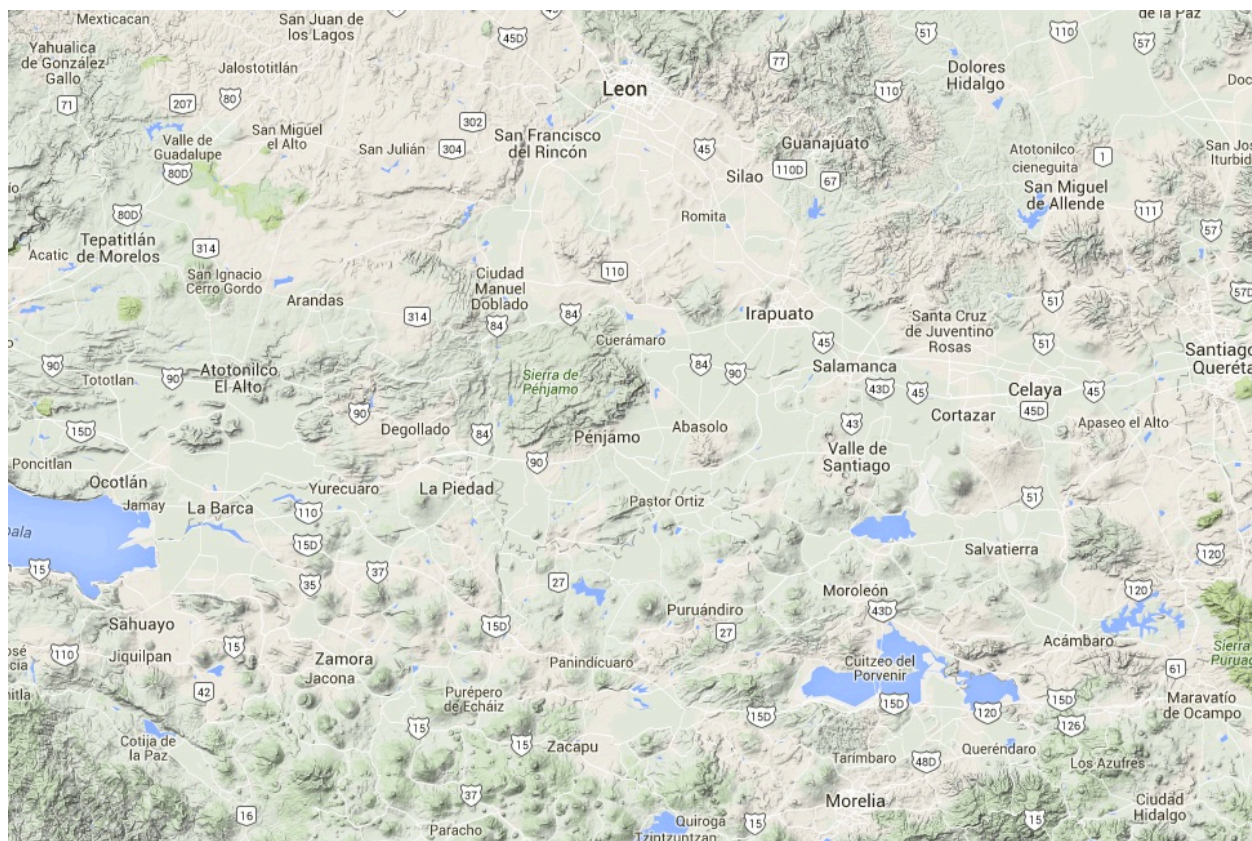 Mexticacan
San Juan de
los Lagos
45D
45
51
110
de la Paz
57
Yahualica
de González
Gallo
Jalostotitlán
77
Dolores
Hidalgo
71
207
80
Leon
110
302
San Francisco
del Rincón
Valle de
Guadalupe
San Miguel
el Alto
San Julián
304
45
Guanajuato
Atotonilco
cieneguita
1
80D
Silao
110D
67
San Miguel
de Allende
80D
Romita
111
57
Tepatitlán
de Morelos
Acatic
314
San Ignacio
Cerro Gordo
Arandas
Ciudad
Manuel
Doblado
110
57D
51
314
84
84
Irapuato
Santa Cruz
de Juventino
Rosas
Cuerámaro
45
51
90
Tototlan
90
Atotonilco
El Alto
Sierra de
Pénjamo
84
90
Salamanca
43D
45
Celaya
45D
45
Santiago
90
Degollado
84
Pénjamo
Abasolo
43
Cortazar
Apaseo el Alto
15D
Poncitlan
90
Valle de
Santiago
Ocotlán
Jamay
La Barca
Yurecuaro
110
La Piedad
Pastor Ortiz
51
15D
Salvatierra
15
35
37
27
120
Moroleón
43D
120
Sahuayo
15D
Puruándiro
27
Acámbaro
110
Jiquilpan
15
Zamora
Jacona
Panindícuaro
Cuitzeo del
Porvenir
61
42
Purépero
de Echáiz
15D
15D
120
15D
126
Maravatío
de Ocampo
Cotija de
la Paz
15
15
Zacapu
Tarimbaro
48D
Queréndaro
Los Azufres
37
Morelia
16
Paracho
Quiroga
Tzintzuntzan
15
15
Ciudad
Hidalgo